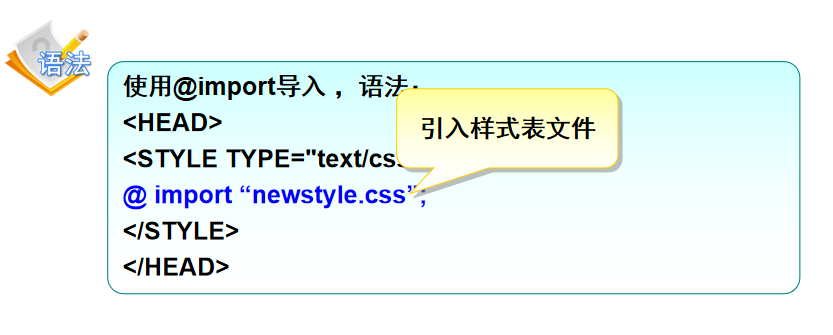 语法
使用@import导入 ，语法：
<HEAD>
<STYLE TYPE="text/css
引入样式表文件
@ import “newstyle.css”;
</STYLE>
</HEAD>